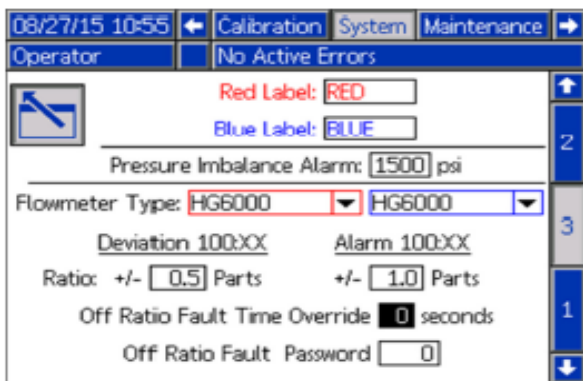 08/27/15 10:55 Calibration System Maintenance
Operator No Active Errors
Red Label: RED
Blue Label: BLUE
2
Pressure Imbalance Alarm: 1500 psi
Flowmeter Type: HG6000 HG6000
3
Deviation 100:XX Alarm 100:XX
Ratio: +/- 0.5 Parts +/- 1.0 Parts
Off Ratio Fault Time Override 0 seconds
1
Off Ratio Fault Password 0